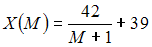 X(M) = 42/(M + 1) + 39